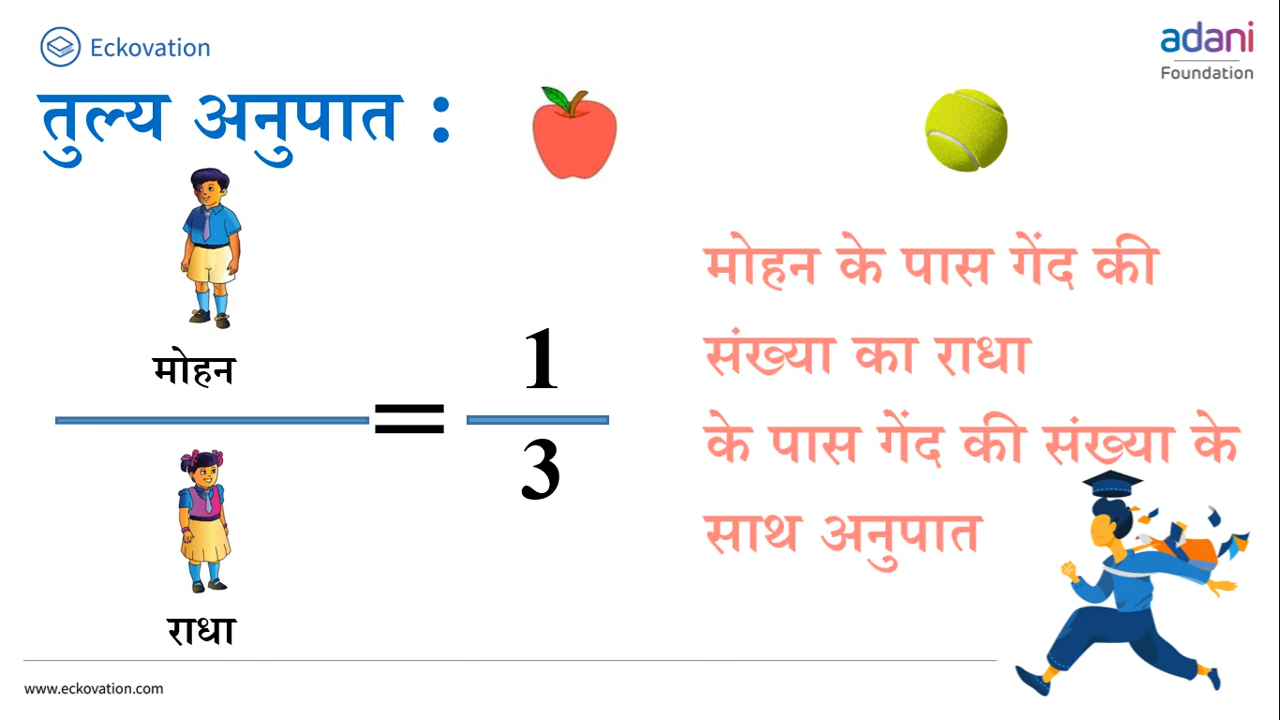 Eckovation
adani
Foundation
तुल्य अनुपात :
मोहन
=
1
3
राधा
मोहन के पास गेंद की
संख्या का राधा
के पास गेंद की संख्या के
साथ अनुपात
www.eckovation.com